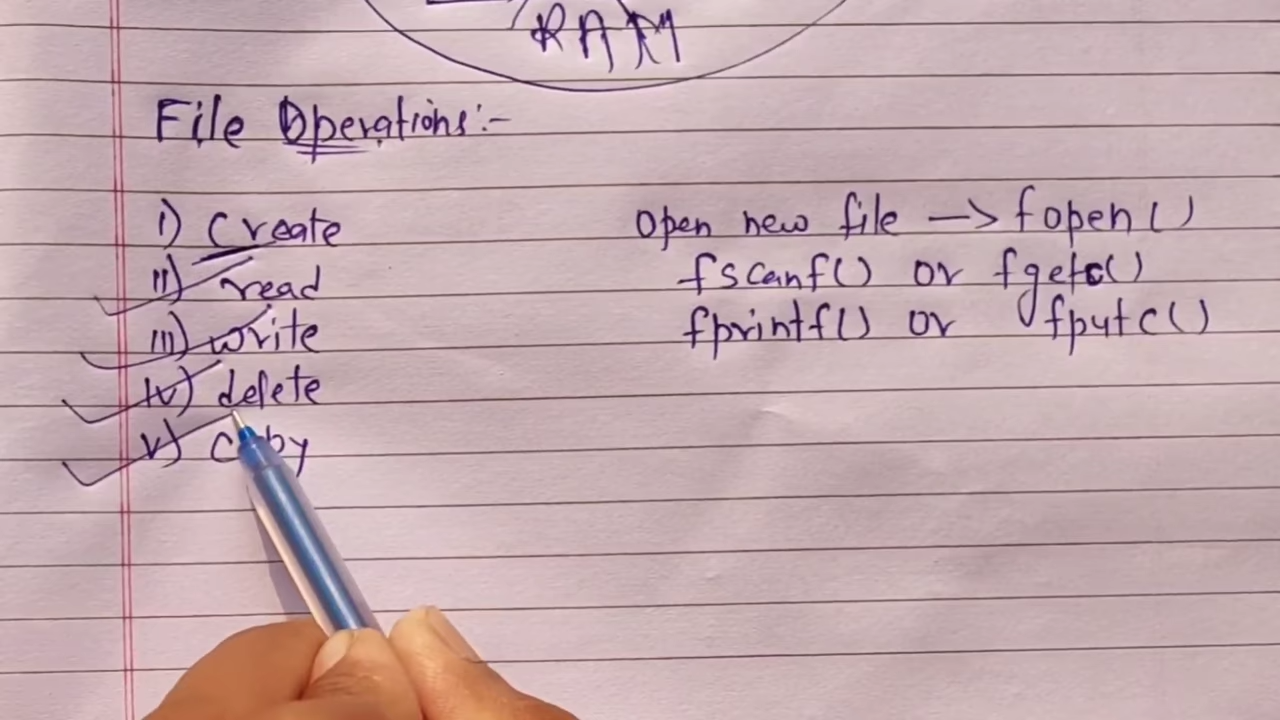 RAM
File Operations:-
i) Create
ii) read
iii) write
iv) delete
v) copy
Open new file —> fopen()
fscanf() or fgetc()
fprintf() or fputc()